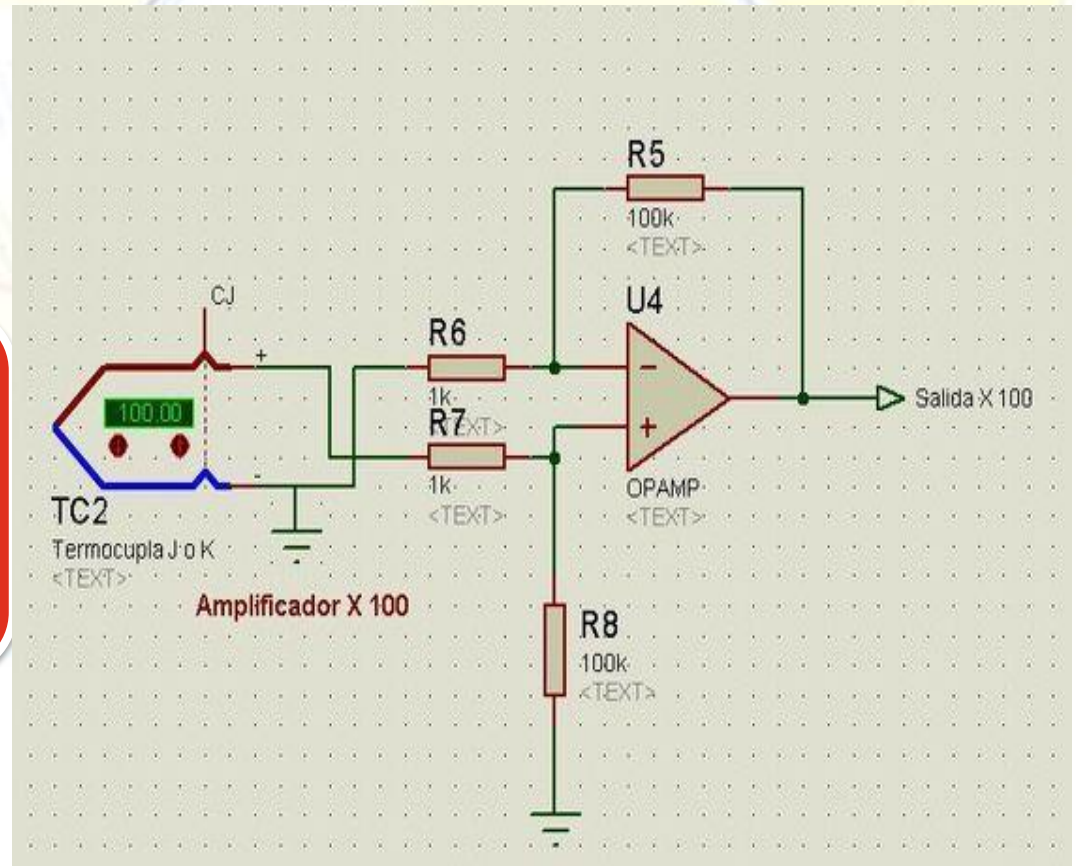 R5
100k
<TEXT>
CJ
U4
+
R6
100.00
1k
<TEXT>
Salida X 100
R7
-
+
-
1k
<TEXT>
OPAMP
<TEXT>
TC2
Termocupla J o K
<TEXT>
Amplificador X 100
R8
100k
<TEXT>